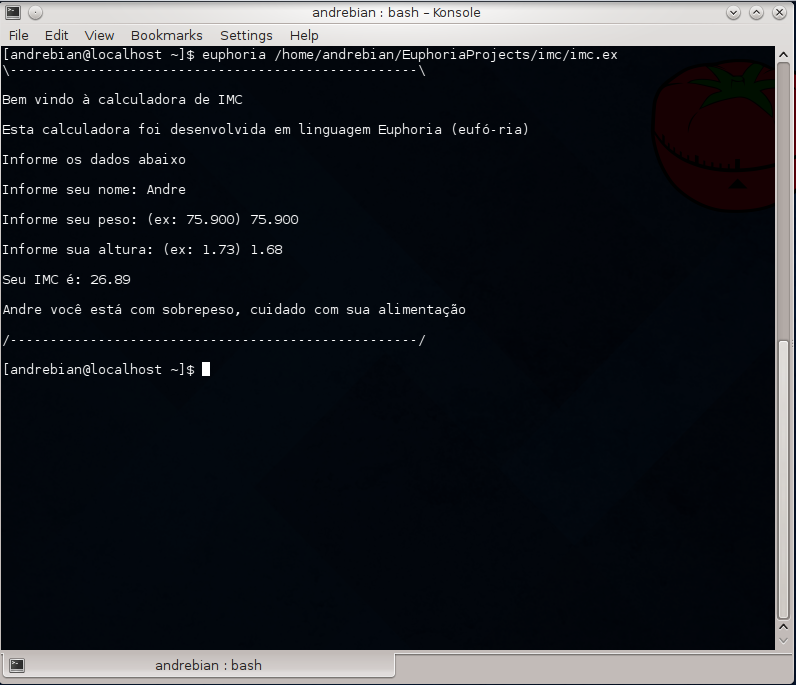 andrebian : bash – Konsole
File Edit View Bookmarks Settings Help
[andrebian@localhost ~]$ euphoria /home/andrebian/EuphoriaProjects/imc/imc.ex
\---------------------------------------------------\
Bem vindo à calculadora de IMC
Esta calculadora foi desenvolvida em linguagem Euphoria (eufó-ria)
Informe os dados abaixo
Informe seu nome: Andre
Informe seu peso: (ex: 75.900) 75.900
Informe sua altura: (ex: 1.73) 1.68
Seu IMC é: 26.89
Andre você está com sobrepeso, cuidado com sua alimentação
/---------------------------------------------------/
[andrebian@localhost ~]$
andrebian : bash